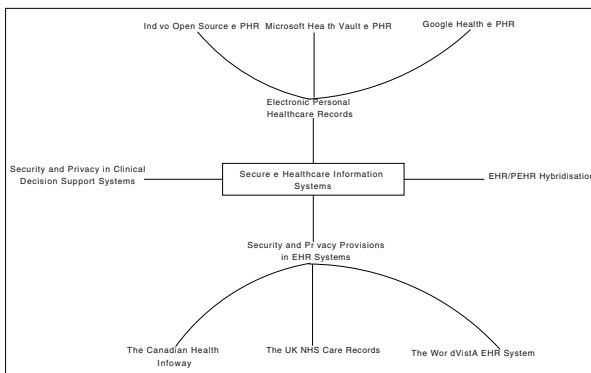 Ind vo Open Source e PHR
Microsoft Hea th Vault e PHR
Google Health e PHR
Electronic Personal
Healthcare Records
Security and Privacy in Clinical
Decision Support Systems
Secure e Healthcare Information
Systems
EHR/PEHR Hybridisation
Security and Pr vacy Provisions
in EHR Systems
The Canadian Health
Infoway
The UK NHS Care Records
The Wor dVistA EHR System